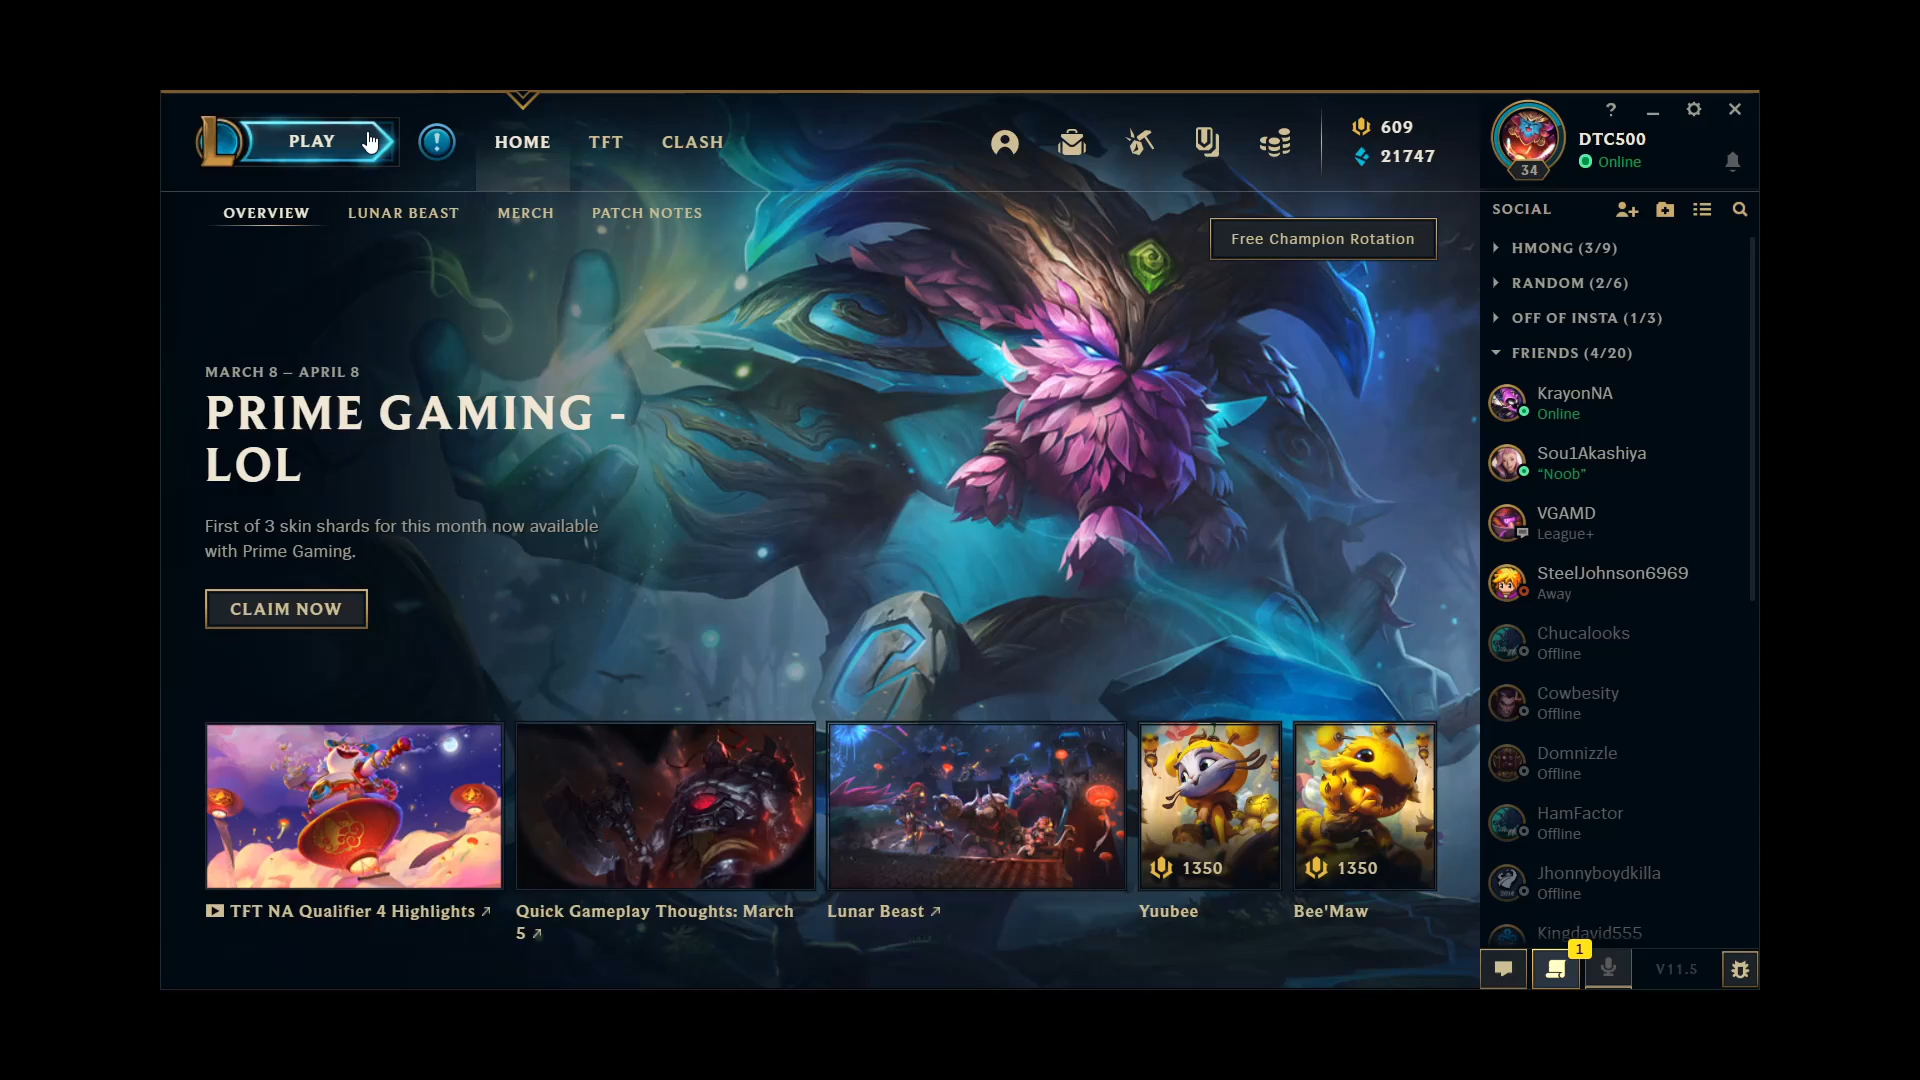 PLAY
HOME
TFT
CLASH
609
21747
34
?
DTC500
Online
OVERVIEW
LUNAR BEAST
MERCH
PATCH NOTES
Free Champion Rotation
MARCH 8 – APRIL 8
PRIME GAMING -
LOL
First of 3 skin shards for this month now available
with Prime Gaming.
CLAIM NOW
1350
1350
TFT NA Qualifier 4 Highlights
Quick Gameplay Thoughts: March
5
Lunar Beast
Yuubee
Bee'Maw
SOCIAL
HMONG (3/9)
RANDOM (2/6)
OFF OF INSTA (1/3)
FRIENDS (4/20)
KrayonNA
Online
Sou1Akashiya
“Noob”
VGAMD
League+
SteelJohnson6969
Away
Chucalooks
Offline
Cowbesity
Offline
Domnizzle
Offline
HamFactor
Offline
Jhonnyboydkilla
Offline
Kingdavid555
1
V11.5